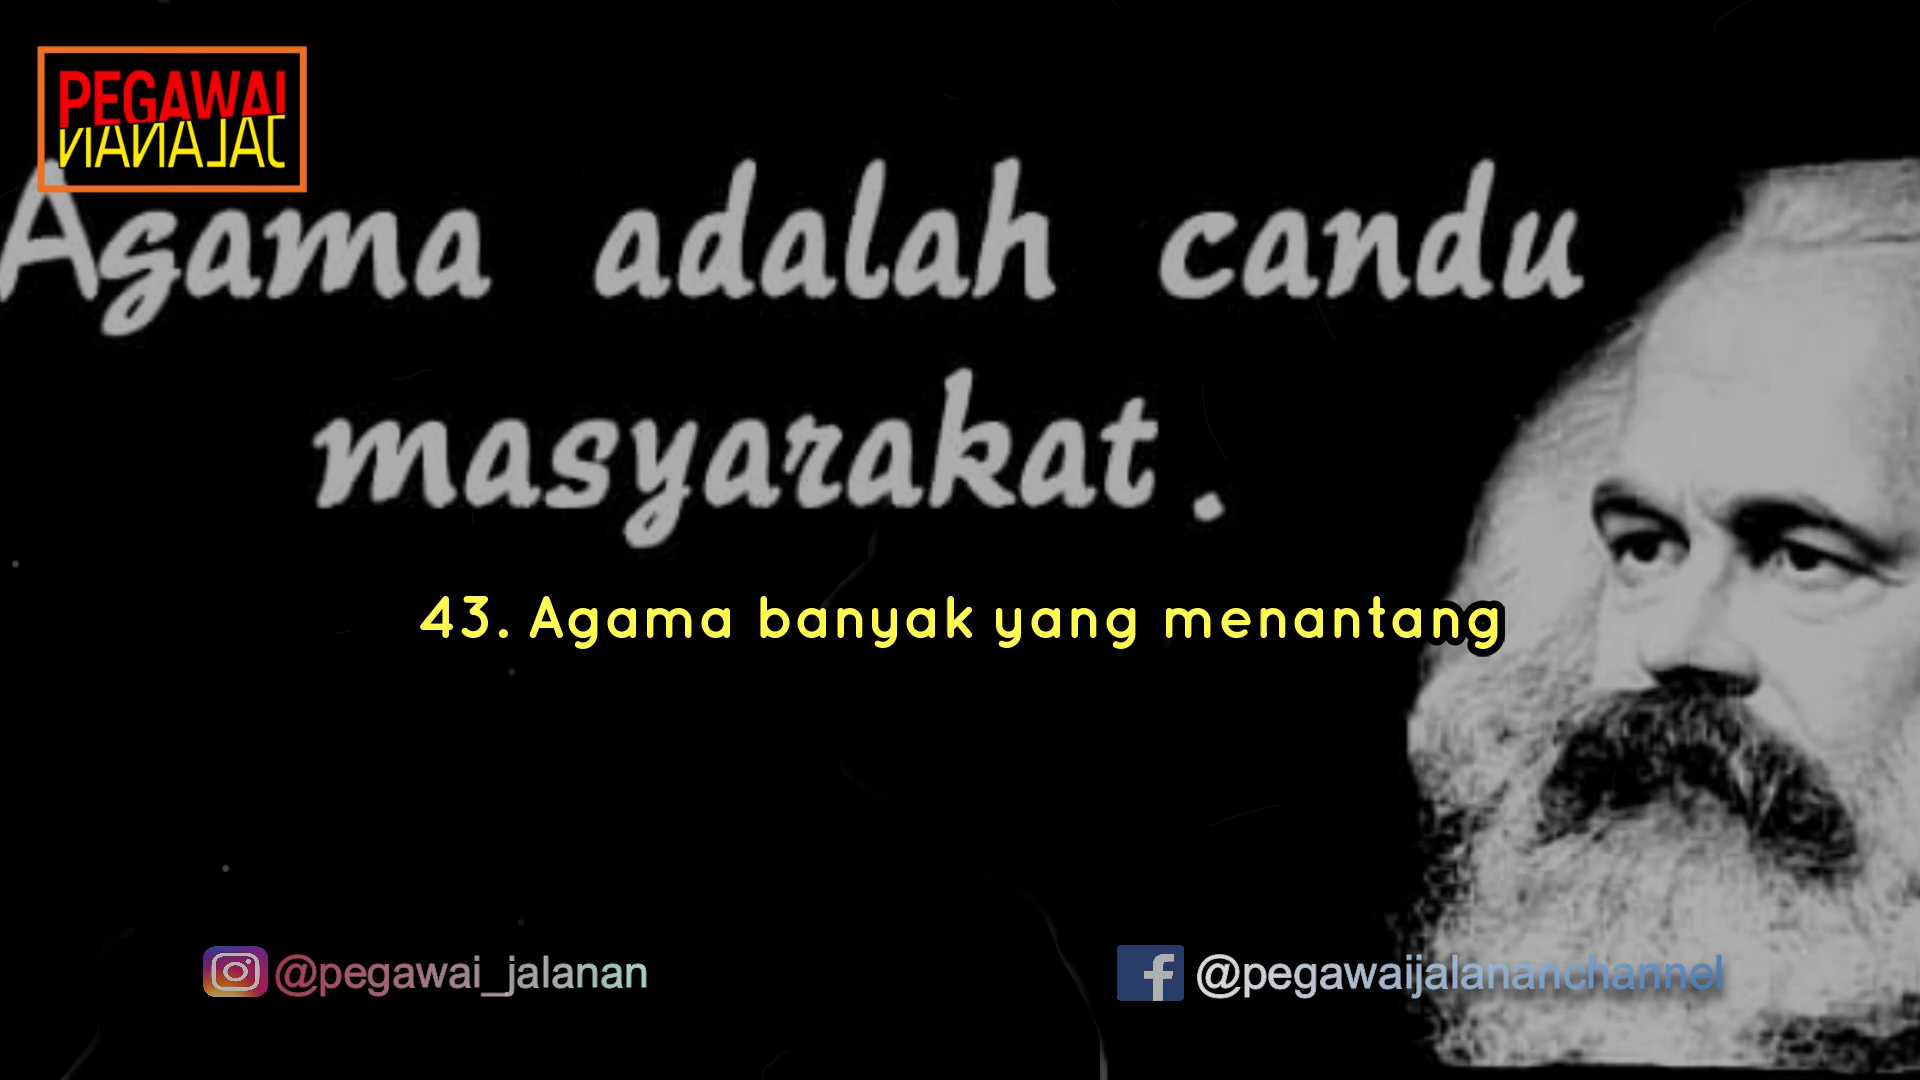 PEGAWAI
JALANAN
Agama adalah candu
masyarakat.
43. Agama banyak yang menantang
@pegawai_jalanan
@pegawaijalananchannel